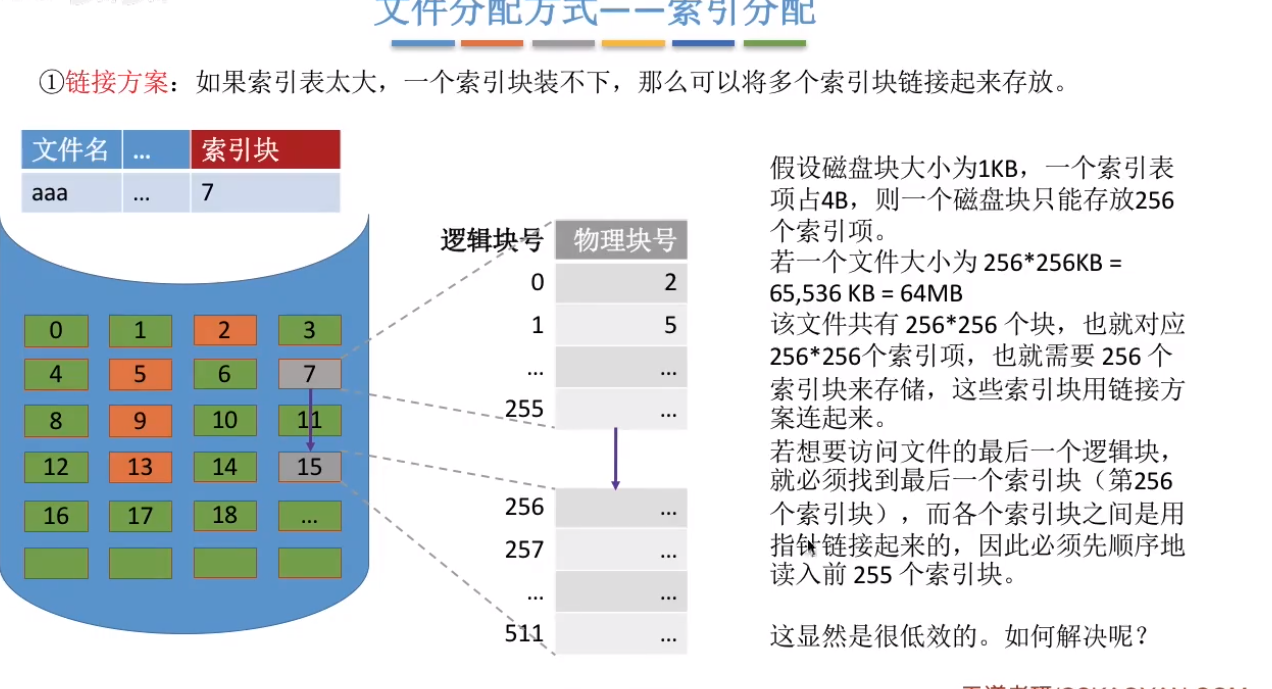 文件分配方式——索引分配
①链接方案：如果索引表太大，一个索引块装不下，那么可以将多个索引块链接起来存放。
文件名 ... 索引块
aaa ... 7
0 1 2 3
4 5 6 7
8 9 10 11
12 13 14 15
16 17 18 ...
逻辑块号 物理块号
0 2
1 5
... ...
255 ...
256 ...
257 ...
... ...
511 ...
假设磁盘块大小为1KB，一个索引表
项占4B，则一个磁盘块只能存放256
个索引项。
若一个文件大小为 256*256KB =
65,536 KB = 64MB
该文件共有 256*256 个块，也就对应
256*256个索引项，也就需要 256 个
索引块来存储，这些索引块用链接方
案连起来。
若想要访问文件的最后一个逻辑块，
就必须找到最后一个索引块（第256
个索引块），而各个索引块之间是用
指针链接起来的，因此必须先顺序地
读入前 255 个索引块。
这显然是很低效的。如何解决呢？